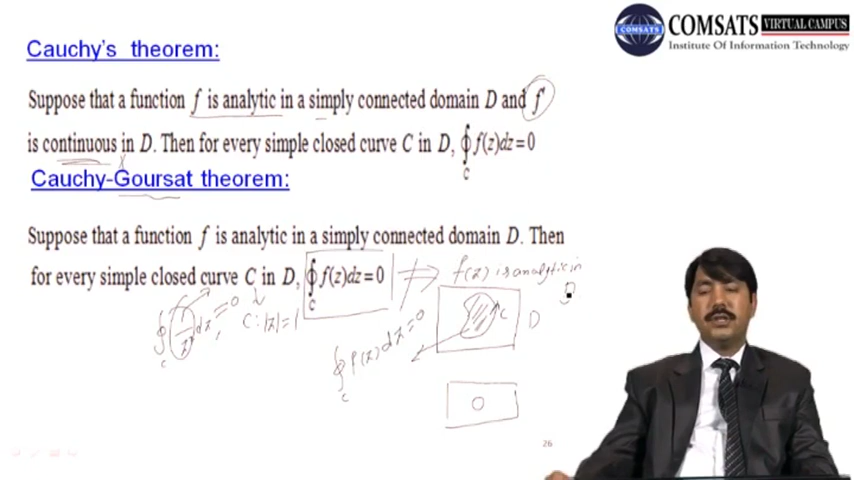 COMSATS VIRTUAL CAMPUS
Institute Of Information Technology
Cauchy's theorem:
Suppose that a function f is analytic in a simply connected domain D and f'
is continuous in D. Then for every simple closed curve C in D, ∮_C f(z)dz=0
Cauchy-Goursat theorem:
Suppose that a function f is analytic in a simply connected domain D. Then
for every simple closed curve C in D, ∮_C f(z)dz=0
f(z) is analytic in
C: |z|=1
∮_C f(z)dz=0
C
D
26